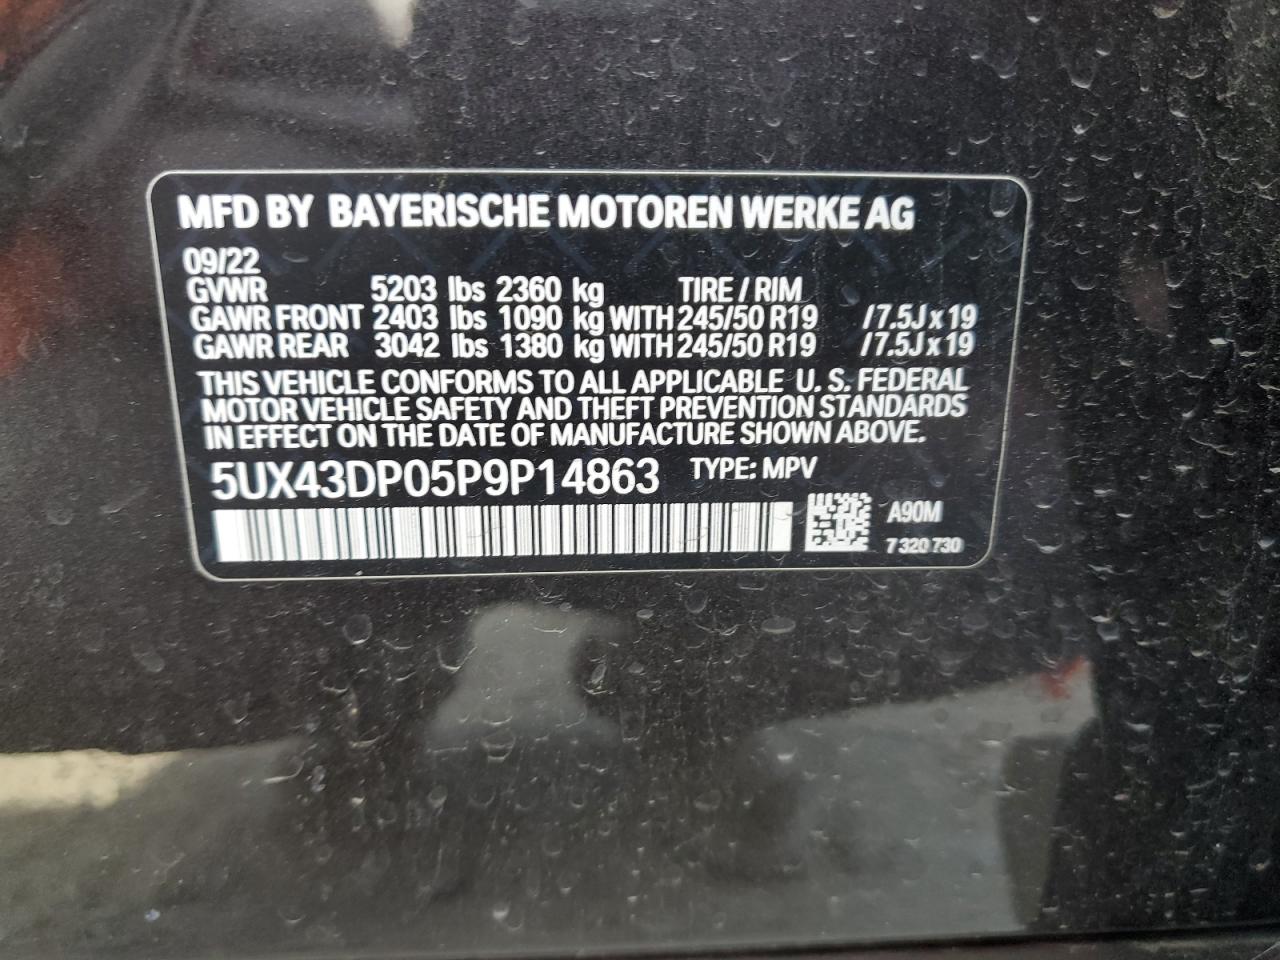 MFD BY BAYERISCHE MOTOREN WERKE AG
09/22
GVWR 5203 lbs 2360 kg TIRE / RIM
GAWR FRONT 2403 lbs 1090 kg WITH 245/50 R19 /7.5J x 19
GAWR REAR 3042 lbs 1380 kg WITH 245/50 R19 /7.5J x 19
THIS VEHICLE CONFORMS TO ALL APPLICABLE U. S. FEDERAL
MOTOR VEHICLE SAFETY AND THEFT PREVENTION STANDARDS
IN EFFECT ON THE DATE OF MANUFACTURE SHOWN ABOVE.
5UX43DP05P9P14863 TYPE: MPV
A90M
7 320 730